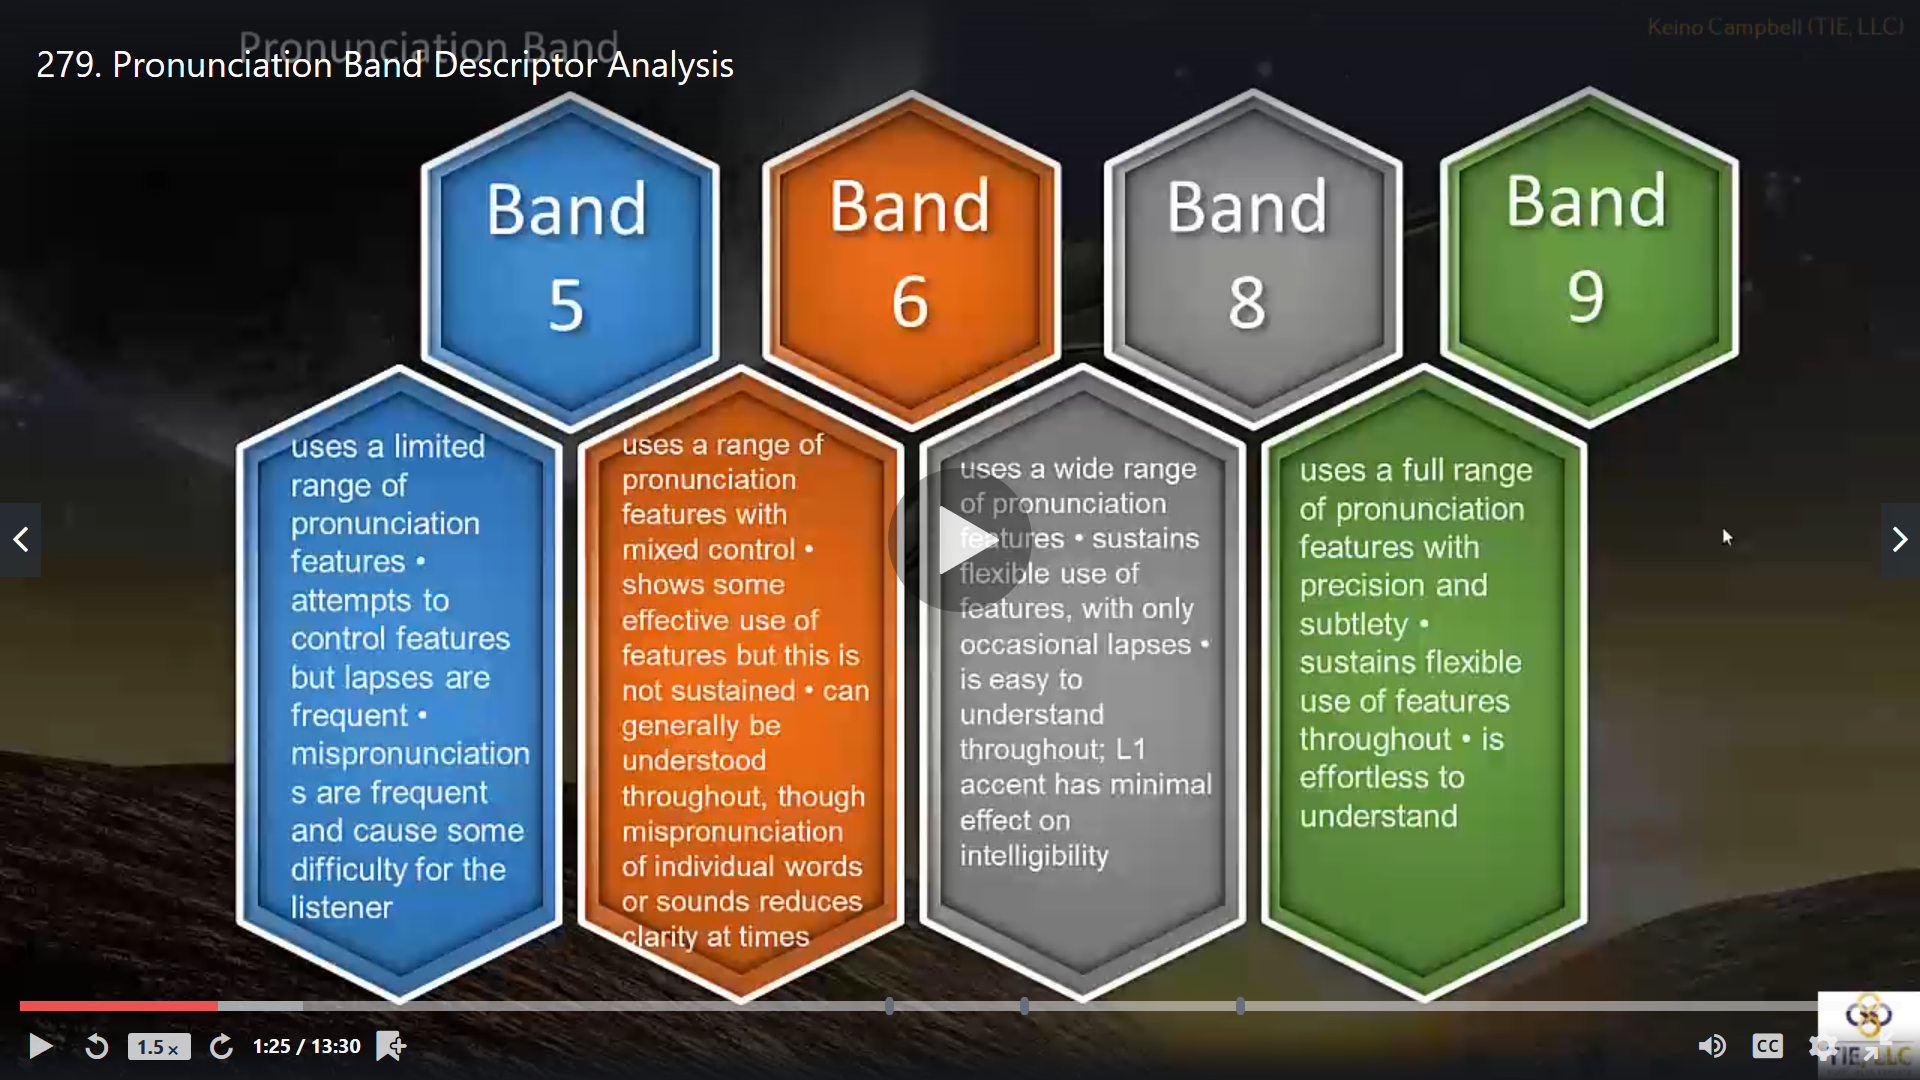 Keino Campbell (TIE, LLC)
Pronunciation Band
279. Pronunciation Band Descriptor Analysis
Band
5
Band
6
Band
8
Band
9
uses a limited
range of
pronunciation
features •
attempts to
control features
but lapses are
frequent •
mispronunciation
s are frequent
and cause some
difficulty for the
listener
uses a range of
pronunciation
features with
mixed control •
shows some
effective use of
features but this is
not sustained • can
generally be
understood
throughout, though
mispronunciation
of individual words
or sounds reduces
clarity at times
uses a wide range
of pronunciation
features • sustains
flexible use of
features, with only
occasional lapses •
is easy to
understand
throughout; L1
accent has minimal
effect on
intelligibility
uses a full range
of pronunciation
features with
precision and
subtlety •
sustains flexible
use of features
throughout • is
effortless to
understand
1.5 x
1:25 / 13:30
CC
TIE, LLC